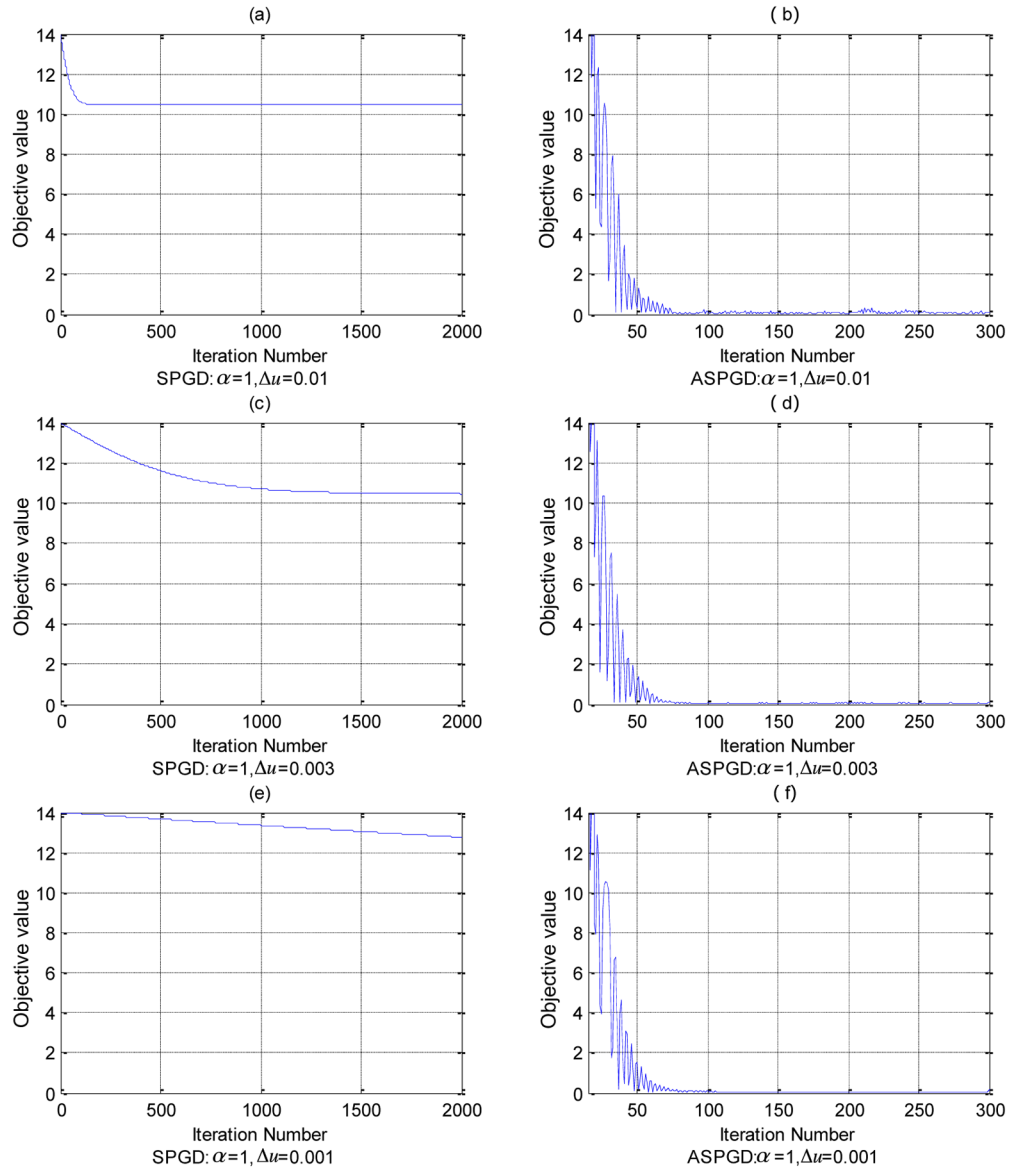 (a)
14
12
10
8
6
4
2
0
Objective value
0 500 1000 1500 2000
Iteration Number
SPGD: α=1,Δu=0.01
( b)
14
12
10
8
6
4
2
0
Objective value
50 100 150 200 250 300
Iteration Number
ASPGD:α=1,Δu=0.01
(c)
14
12
10
8
6
4
2
0
Objective value
0 500 1000 1500 2000
Iteration Number
SPGD: α=1,Δu=0.003
( d)
14
12
10
8
6
4
2
0
Objective value
50 100 150 200 250 300
Iteration Number
ASPGD:α=1,Δu=0.003
(e)
14
12
10
8
6
4
2
0
Objective value
0 500 1000 1500 2000
Iteration Number
SPGD: α=1,Δu=0.001
( f)
14
12
10
8
6
4
2
0
Objective value
50 100 150 200 250 300
Iteration Number
ASPGD:α=1,Δu=0.001